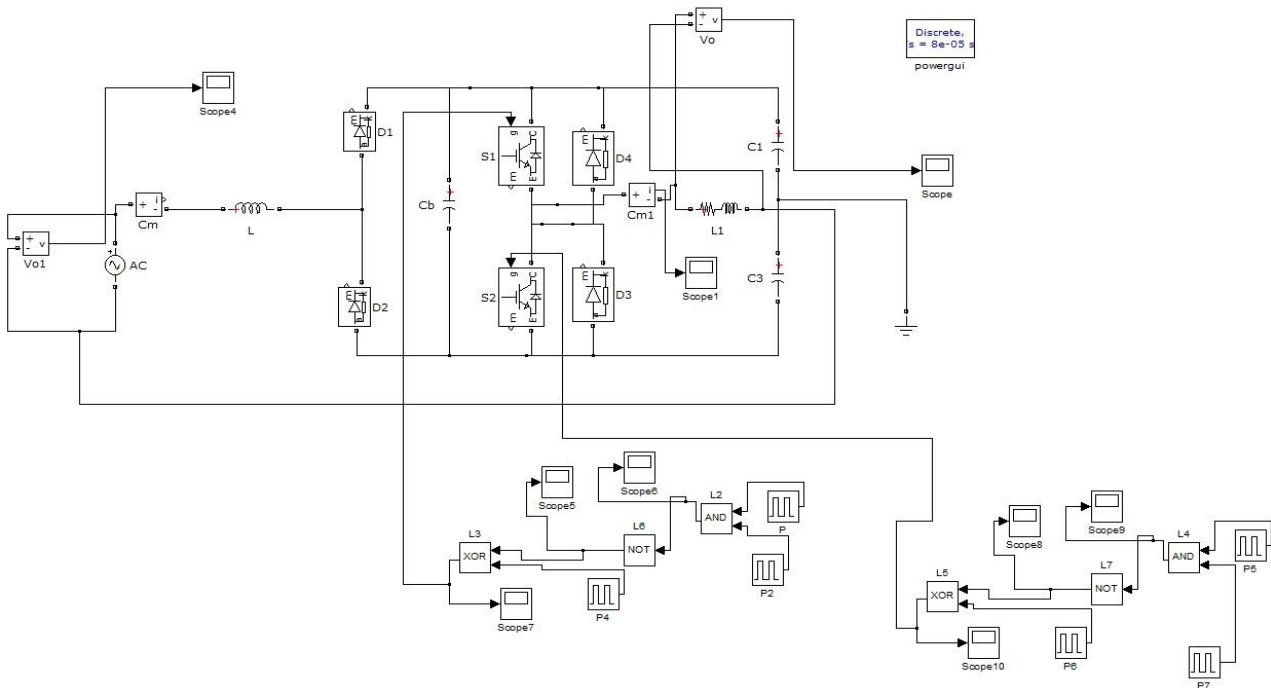 Vo
Discrete,
s = 8e-05 s
powergui
Scope4
D1
C
S1
E
D4
C1
Scope
Cb
Cm
L
Cm1
L1
Vo1
AC
Scope1
C3
D2
S2
D3
Scope5
Scope6
L2
AND
P
L3
XOR
L6
NOT
P2
P4
Scope7
Scope8
Scope9
L4
AND
P5
L7
NOT
L5
XOR
P6
Scope10
P7